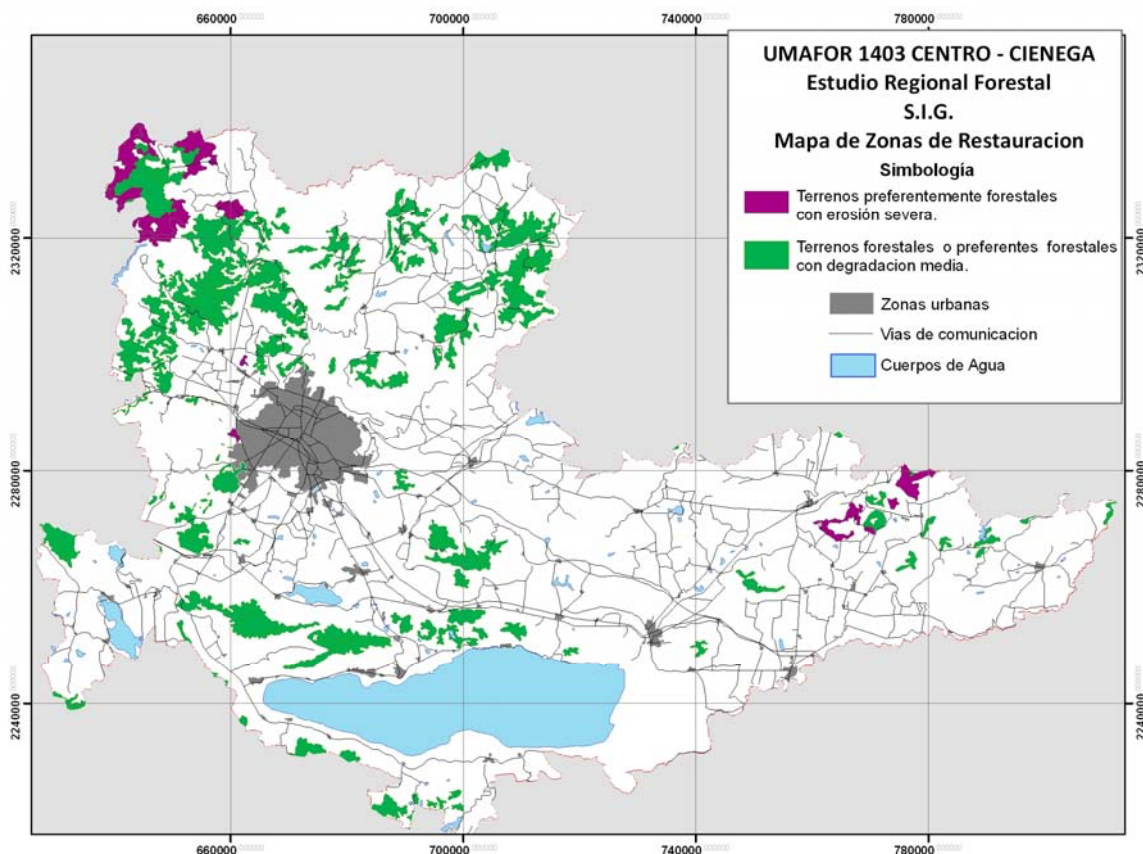 660000 700000 740000 780000
UMAFOR 1403 CENTRO - CIENEGA
Estudio Regional Forestal
S.I.G.
Mapa de Zonas de Restauracion
Simbología
Terrenos preferentemente forestales
con erosión severa.
Terrenos forestales o preferentes forestales
con degradacion media.
Zonas urbanas
Vias de comunicacion
Cuerpos de Agua
2320000 2320000
2280000 2280000
2240000 2240000
660000 700000 740000 780000